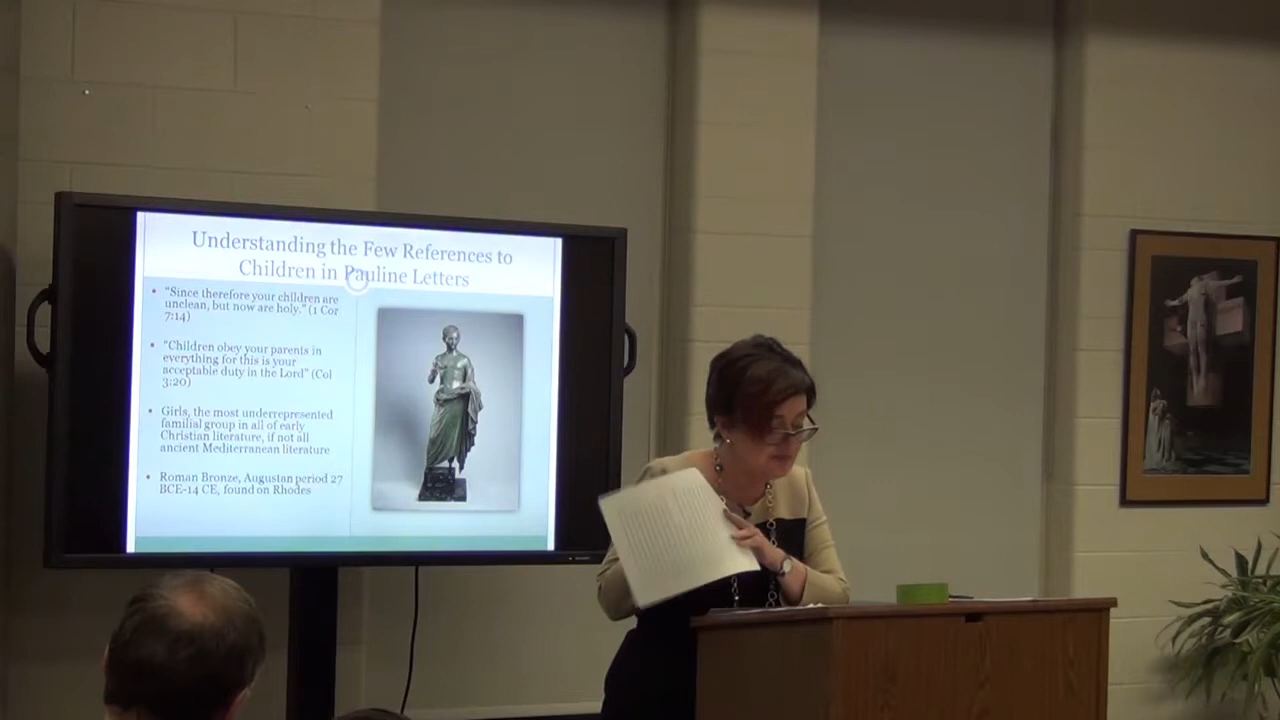 Understanding the Few References to
Children in Pauline Letters
• "Since therefore your children are
unclean, but now are holy." (1 Cor
7:14)
• "Children obey your parents in
everything for this is your
acceptable duty in the Lord" (Col
3:20)
• Girls, the most underrepresented
familial group in all of early
Christian literature, if not all
ancient Mediterranean literature
• Roman Bronze, Augustan period 27
BCE-14 CE, found on Rhodes